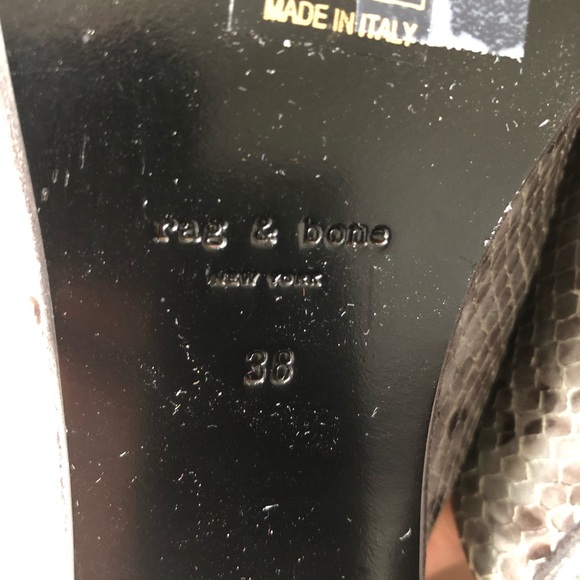 MADE IN ITALY
rag & bone
NEW YORK
38